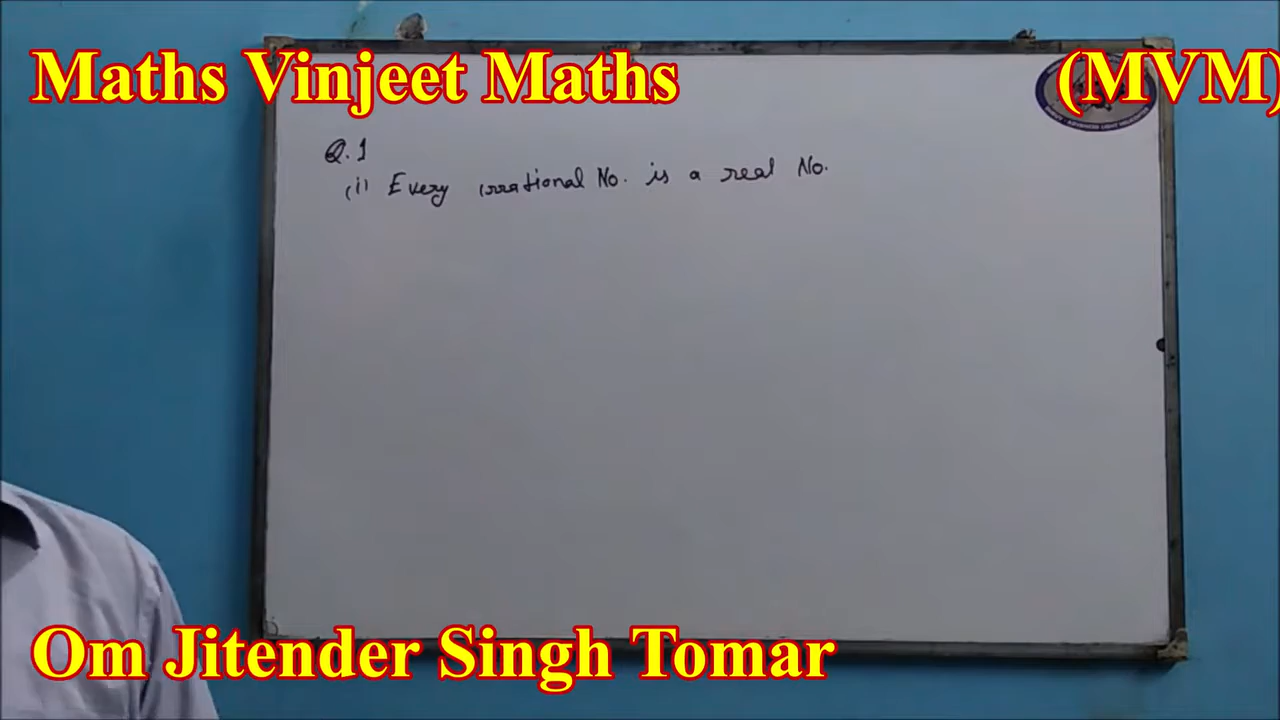 Maths Vinjeet Maths (MVM)
Q.1
(i) Every irrational No. is a real No.
Om Jitender Singh Tomar